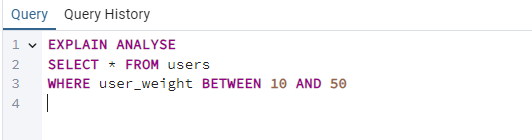 Query Query History
1 EXPLAIN ANALYSE
2 SELECT * FROM users
3 WHERE user_weight BETWEEN 10 AND 50
4